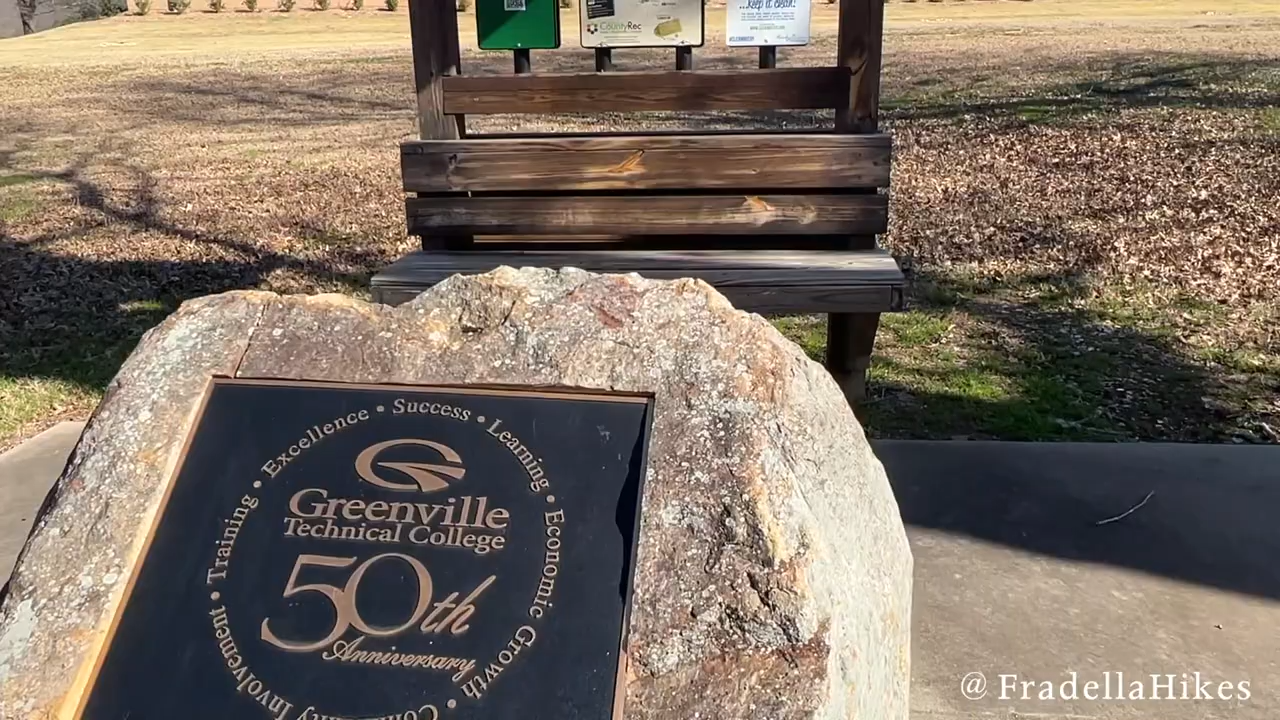 ...keep it clean!
CountyRec
Excellence • Success • Learning • Economic Growth •
Training •
Involvement •
Greenville
Technical College
50th
Anniversary
@ FradellaHikes